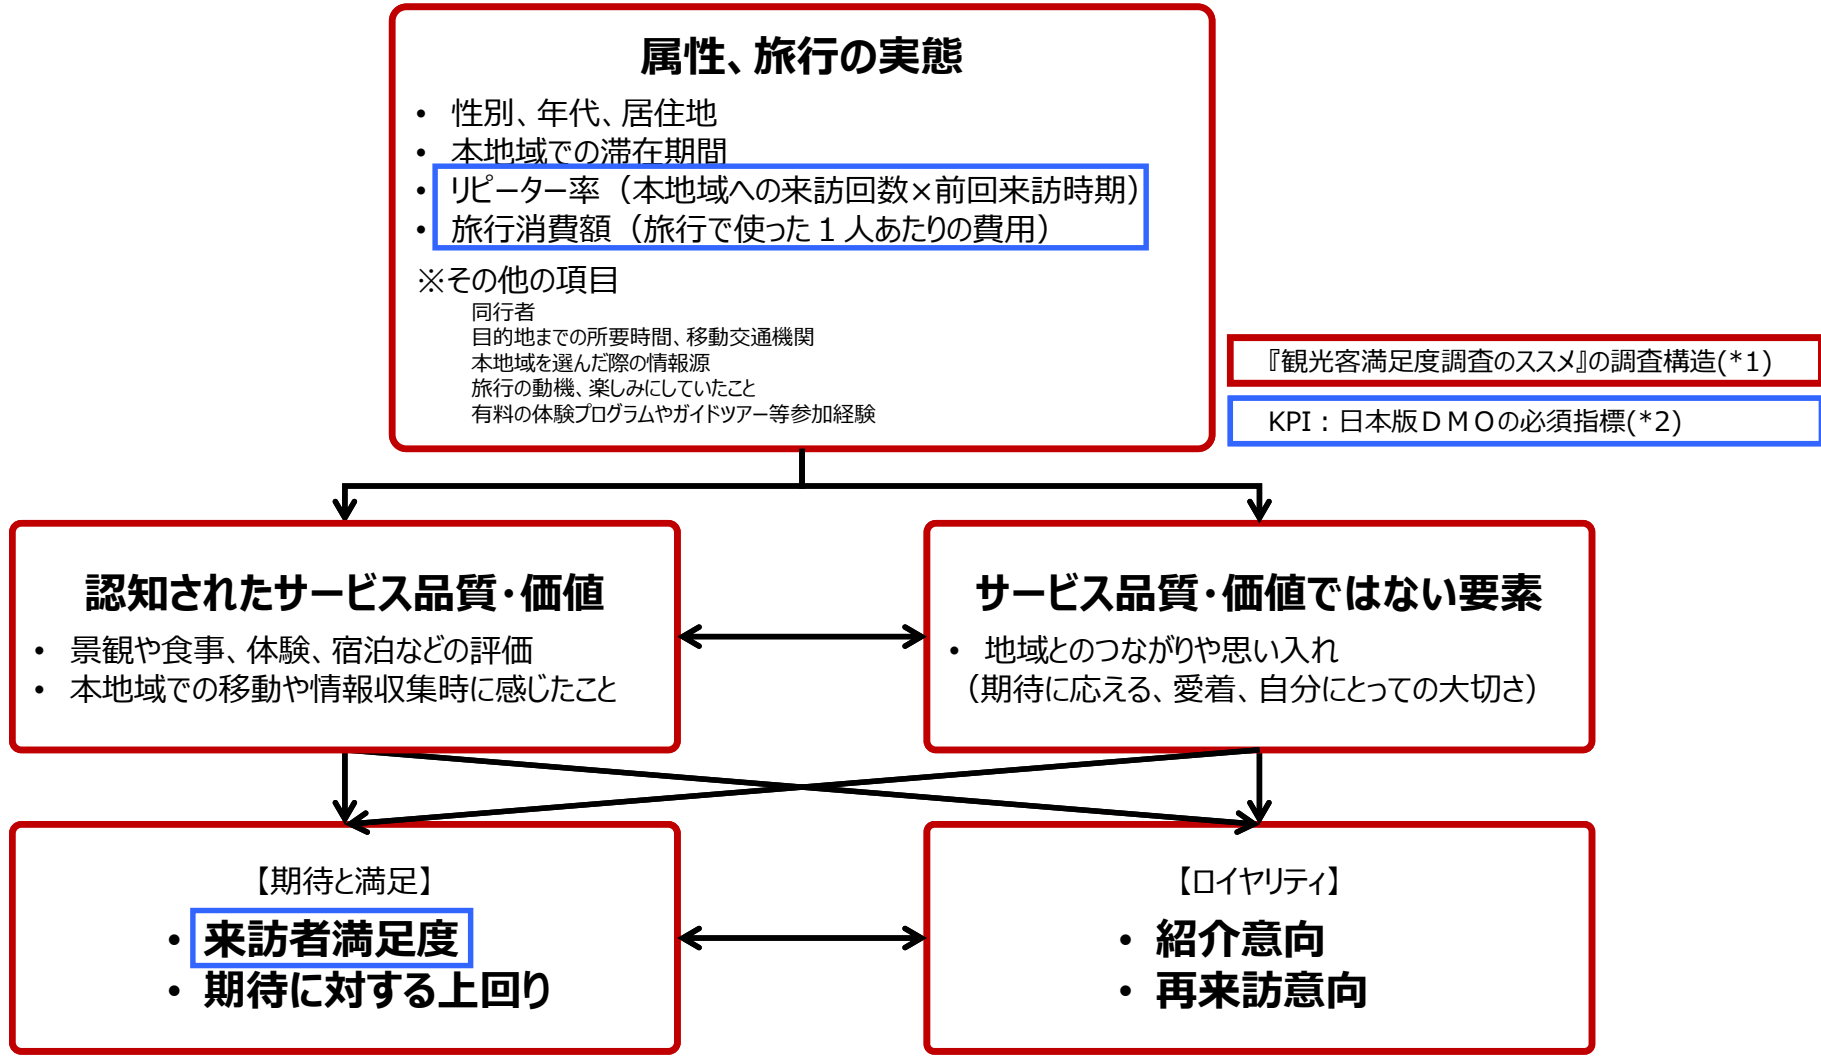 属性、旅行の実態
• 性別、年代、居住地
• 本地域での滞在期間
• リピーター率（本地域への来訪回数×前回来訪時期）
• 旅行消費額（旅行で使った１人あたりの費用）
※その他の項目
同行者
目的地までの所要時間、移動交通機関
本地域を選んだ際の情報源
旅行の動機、楽しみにしていたこと
有料の体験プログラムやガイドツアー等参加経験
『観光客満足度調査のススメ』の調査構造(*1)
KPI：日本版ＤＭＯの必須指標(*2)
認知されたサービス品質・価値
• 景観や食事、体験、宿泊などの評価
• 本地域での移動や情報収集時に感じたこと
サービス品質・価値ではない要素
• 地域とのつながりや思い入れ
（期待に応える、愛着、自分にとっての大切さ）
【期待と満足】
• 来訪者満足度
• 期待に対する上回り
【ロイヤリティ】
• 紹介意向
• 再来訪意向